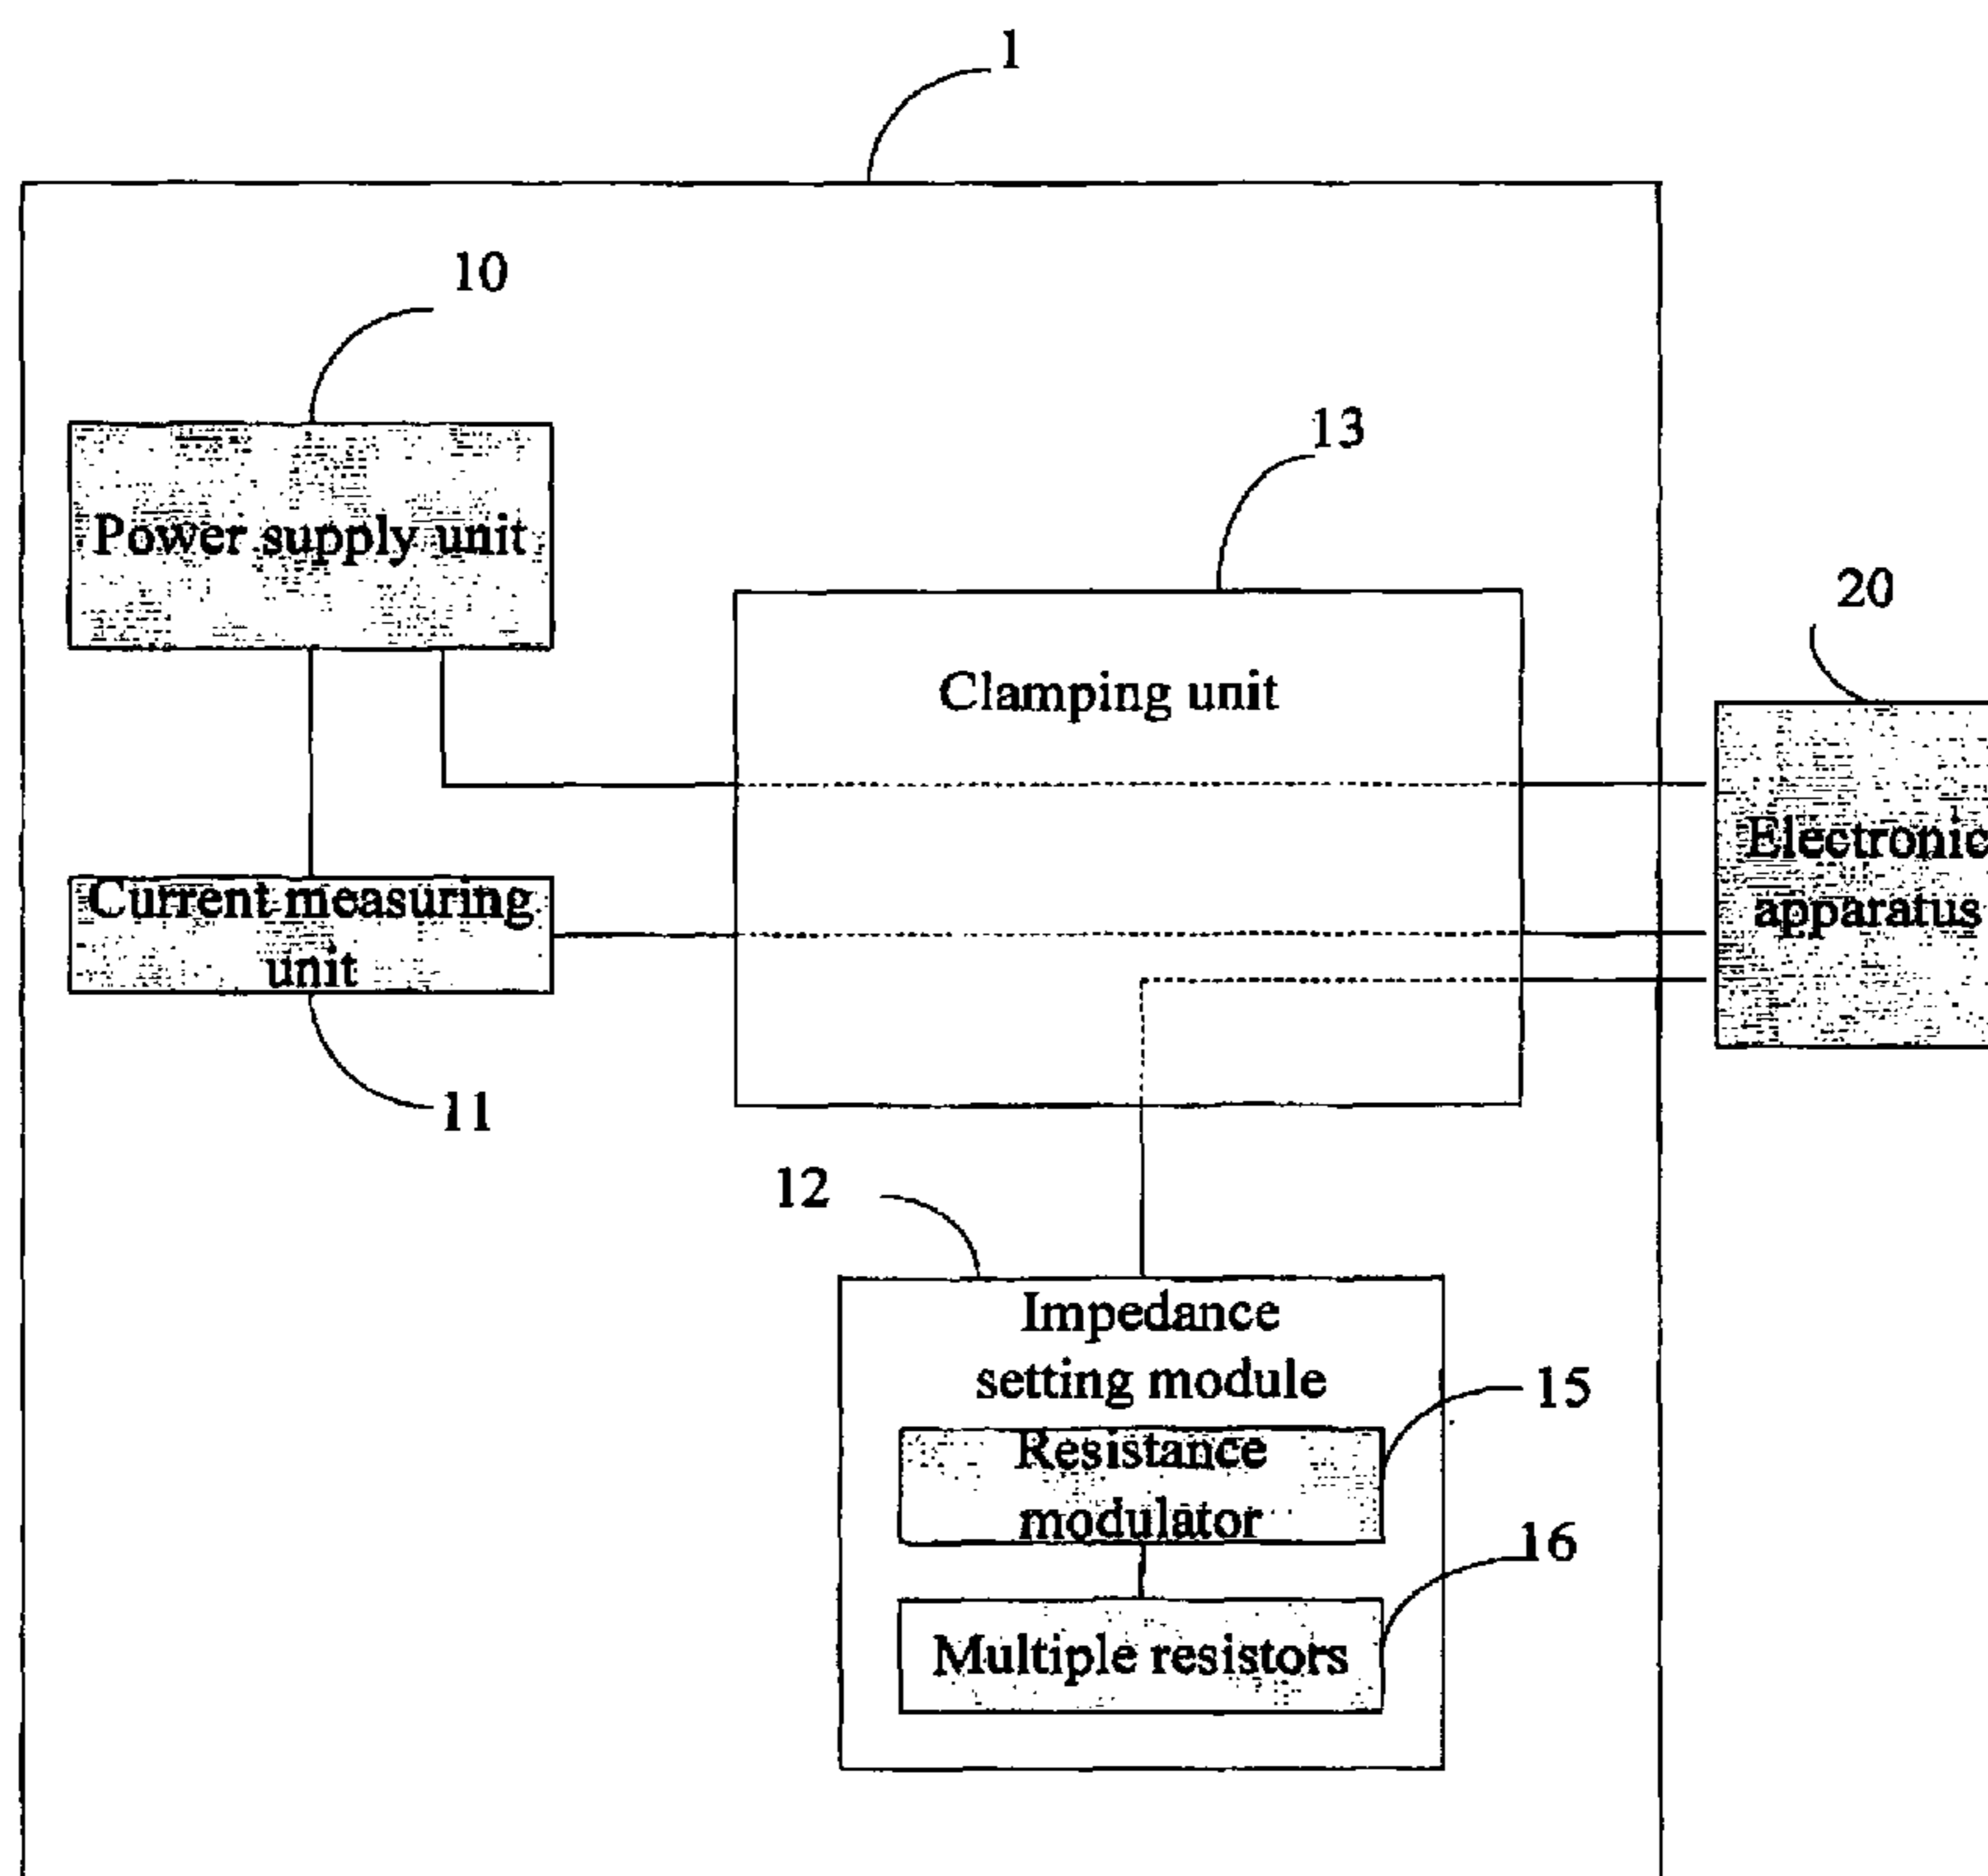 1
10
Power supply unit
13
Clamping unit
20
Electronic
apparatus
Current measuring
unit
11
12
Impedance
setting module
15
Resistance
modulator
16
Multiple resistors